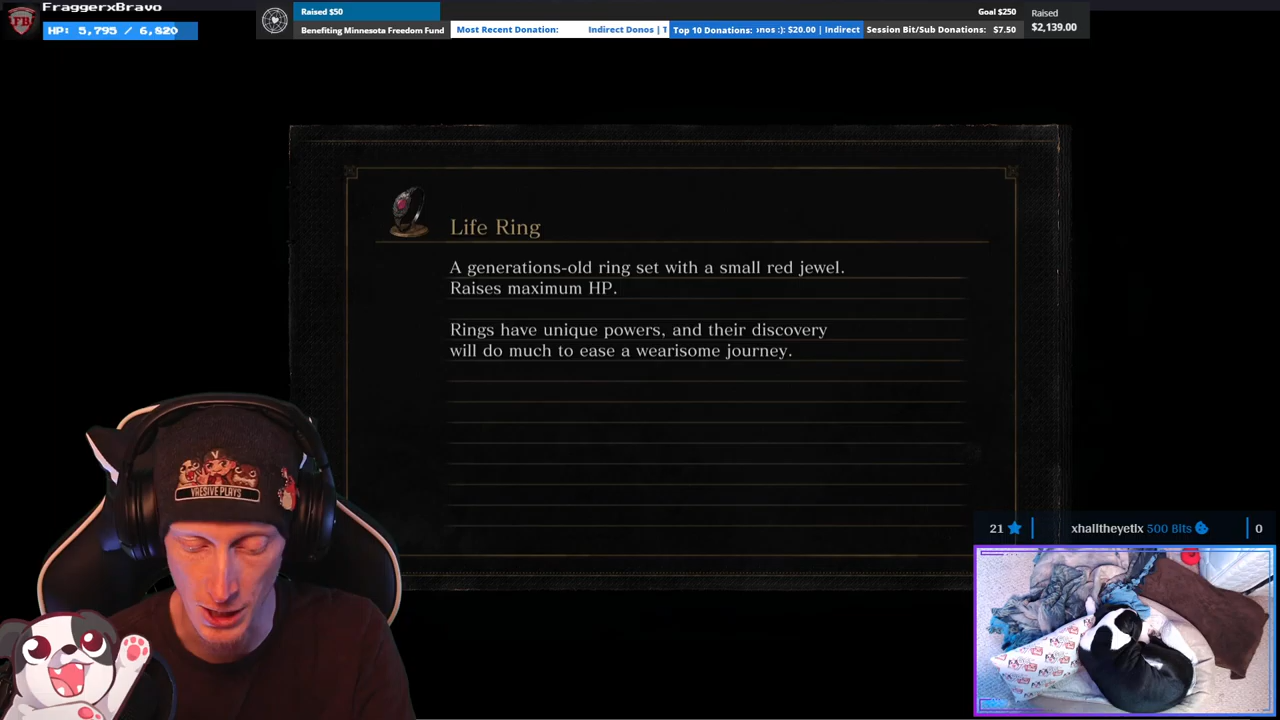 FraggerxBravo
HP: 5,795 / 6,820
FB
Raised $50
Goal $250
Benefiting Minnesota Freedom Fund
Most Recent Donation:
Indirect Donos | T
Top 10 Donations:
nos :): $20.00 | Indirect
Session Bit/Sub Donations: $7.50
Raised
$2,139.00
Life Ring
A generations-old ring set with a small red jewel.
Raises maximum HP.
Rings have unique powers, and their discovery
will do much to ease a wearisome journey.
V
YHESIVE PLAYS
21
xhalltheyetix 500 Bits
0